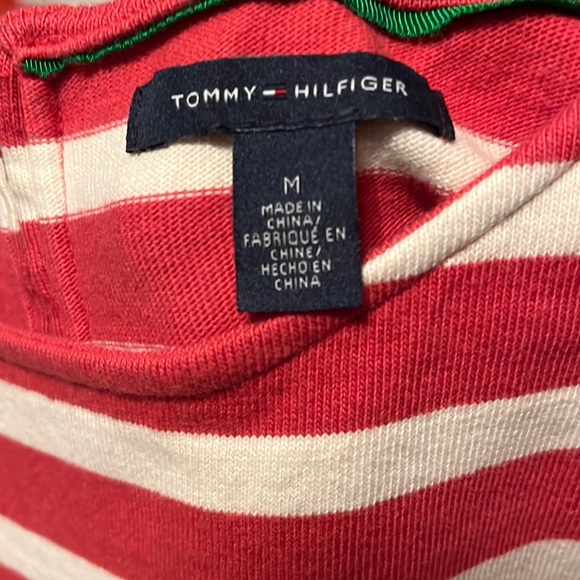 TOMMY HILFIGER
M
MADE IN
CHINA/
FABRIQUÉ EN
CHINE/
HECHO EN
CHINA